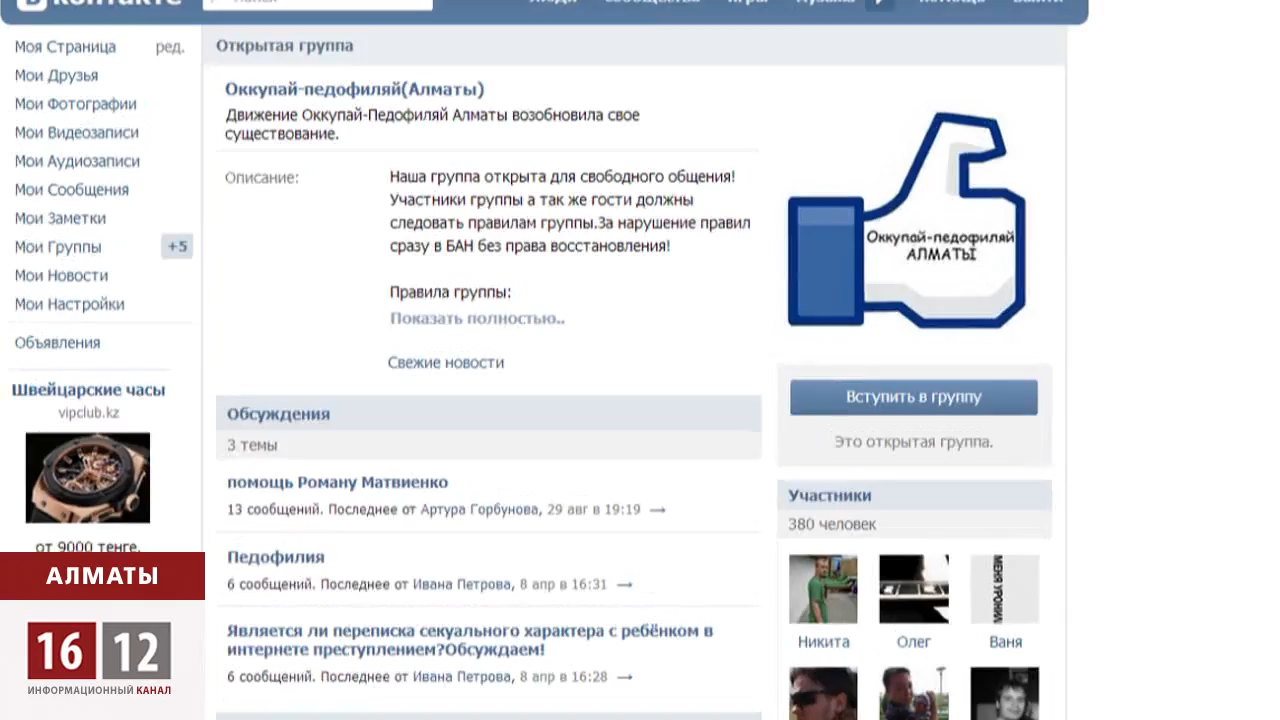 Моя Страница ред.
Мои Друзья
Мои Фотографии
Мои Видеозаписи
Мои Аудиозаписи
Мои Сообщения
Мои Заметки
Мои Группы +5
Мои Новости
Мои Настройки
Объявления
Швейцарские часы
vipclub.kz
от 9000 тенге.
Открытая группа
Оккупай-педофиляй(Алматы)
Движение Оккупай-Педофиляй Алматы возобновила свое
существование.
Описание:
Наша группа открыта для свободного общения!
Участники группы а так же гости должны
следовать правилам группы.За нарушение правил
сразу в БАН без права восстановления!
Правила группы:
Показать полностью..
Свежие новости
Обсуждения
3 темы
помощь Роману Матвиенко
13 сообщений. Последнее от Артура Горбунова, 29 авг в 19:19 →
Педофилия
6 сообщений. Последнее от Ивана Петрова, 8 апр в 16:31 →
Является ли переписка секуального характера с ребёнком в
интернете преступлением?Обсуждаем!
6 сообщений. Последнее от Ивана Петрова, 8 апр в 16:28 →
Оккупай-педофиляй
АЛМАТЫ
Вступить в группу
Это открытая группа.
Участники
380 человек
МЕНЯ УРОНИЛ
Никита Олег Ваня
АЛМАТЫ
16 12
ИНФОРМАЦИОННЫЙ КАНАЛ